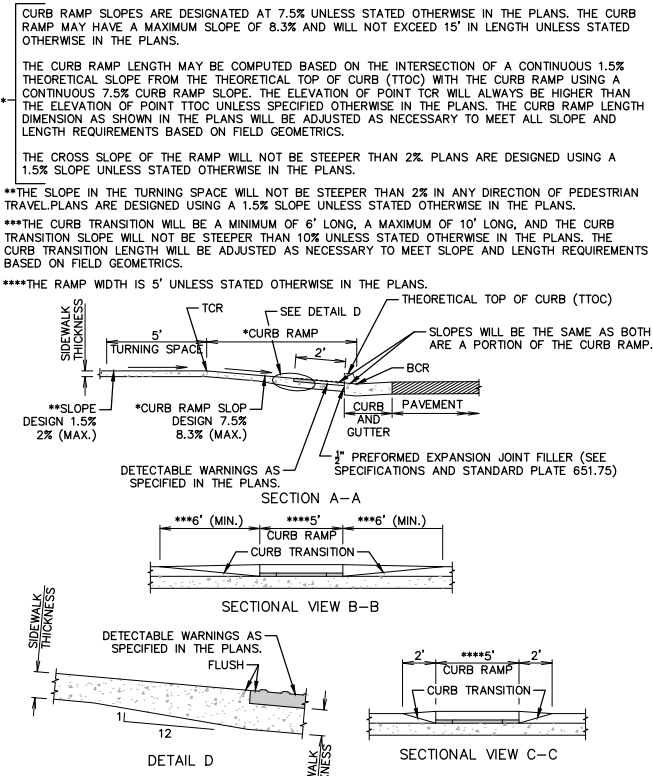 CURB RAMP SLOPES ARE DESIGNATED AT 7.5% UNLESS STATED OTHERWISE IN THE PLANS. THE CURB
RAMP MAY HAVE A MAXIMUM SLOPE OF 8.3% AND WILL NOT EXCEED 15' IN LENGTH UNLESS STATED
OTHERWISE IN THE PLANS.
*
THE CURB RAMP LENGTH MAY BE COMPUTED BASED ON THE INTERSECTION OF A CONTINUOUS 1.5%
THEORETICAL SLOPE FROM THE THEORETICAL TOP OF CURB (TTOC) WITH THE CURB RAMP USING A
CONTINUOUS 7.5% CURB RAMP SLOPE. THE ELEVATION OF POINT TCR WILL ALWAYS BE HIGHER THAN
THE ELEVATION OF POINT TTOC UNLESS SPECIFIED OTHERWISE IN THE PLANS. THE CURB RAMP LENGTH
DIMENSION AS SHOWN IN THE PLANS WILL BE ADJUSTED AS NECESSARY TO MEET ALL SLOPE AND
LENGTH REQUIREMENTS BASED ON FIELD GEOMETRICS.
THE CROSS SLOPE OF THE RAMP WILL NOT BE STEEPER THAN 2%. PLANS ARE DESIGNED USING A
1.5% SLOPE UNLESS STATED OTHERWISE IN THE PLANS.
**THE SLOPE IN THE TURNING SPACE WILL NOT BE STEEPER THAN 2% IN ANY DIRECTION OF PEDESTRIAN
TRAVEL.PLANS ARE DESIGNED USING A 1.5% SLOPE UNLESS STATED OTHERWISE IN THE PLANS.
***THE CURB TRANSITION WILL BE A MINIMUM OF 6' LONG, A MAXIMUM OF 10' LONG, AND THE CURB
TRANSITION SLOPE WILL NOT BE STEEPER THAN 10% UNLESS STATED OTHERWISE IN THE PLANS. THE
CURB TRANSITION LENGTH WILL BE ADJUSTED AS NECESSARY TO MEET SLOPE AND LENGTH REQUIREMENTS
BASED ON FIELD GEOMETRICS.
****THE RAMP WIDTH IS 5' UNLESS STATED OTHERWISE IN THE PLANS.
SIDEWALK
THICKNESS
TCR
SEE DETAIL D
THEORETICAL TOP OF CURB (TTOC)
5'
TURNING SPACE
*CURB RAMP
2'
SLOPES WILL BE THE SAME AS BOTH
ARE A PORTION OF THE CURB RAMP.
BCR
**SLOPE
DESIGN 1.5%
2% (MAX.)
*CURB RAMP SLOP
DESIGN 7.5%
8.3% (MAX.)
CURB
AND
GUTTER
PAVEMENT
1/2" PREFORMED EXPANSION JOINT FILLER (SEE
SPECIFICATIONS AND STANDARD PLATE 651.75)
DETECTABLE WARNINGS AS
SPECIFIED IN THE PLANS.
SECTION A-A
***6' (MIN.)
****5'
***6' (MIN.)
CURB RAMP
CURB TRANSITION
SECTIONAL VIEW B-B
SIDEWALK
THICKNESS
DETECTABLE WARNINGS AS
SPECIFIED IN THE PLANS.
FLUSH
1
12
DETAIL D
2'
****5'
2'
CURB RAMP
CURB TRANSITION
SECTIONAL VIEW C-C